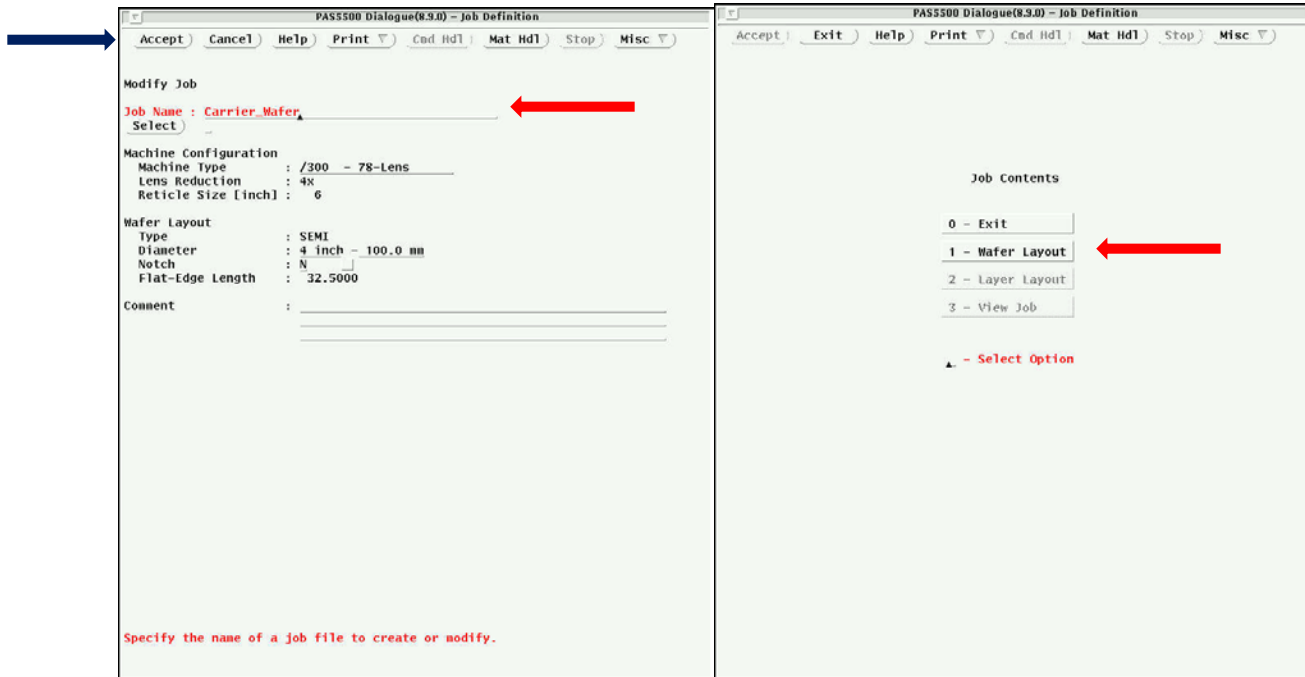 PAS5500 Dialogue(8.9.0) - Job Definition
Accept Cancel Help Print Cmd Hdl Mat Hdl Stop Misc
Modify Job
Job Name : Carrier_Wafer
Select
Machine Configuration
Machine Type : /300 - 78-Lens
Lens Reduction : 4x
Reticle Size [inch] : 6
Wafer Layout
Type : SEMI
Diameter : 4 inch - 100.0 mm
Notch : N
Flat-Edge Length : 32.5000
Comment :
Specify the name of a job file to create or modify.
PAS5500 Dialogue(8.9.0) - Job Definition
Accept Exit Help Print Cmd Hdl Mat Hdl Stop Misc
Job Contents
0 - Exit
1 - Wafer Layout
2 - Layer Layout
3 - View Job
- Select Option